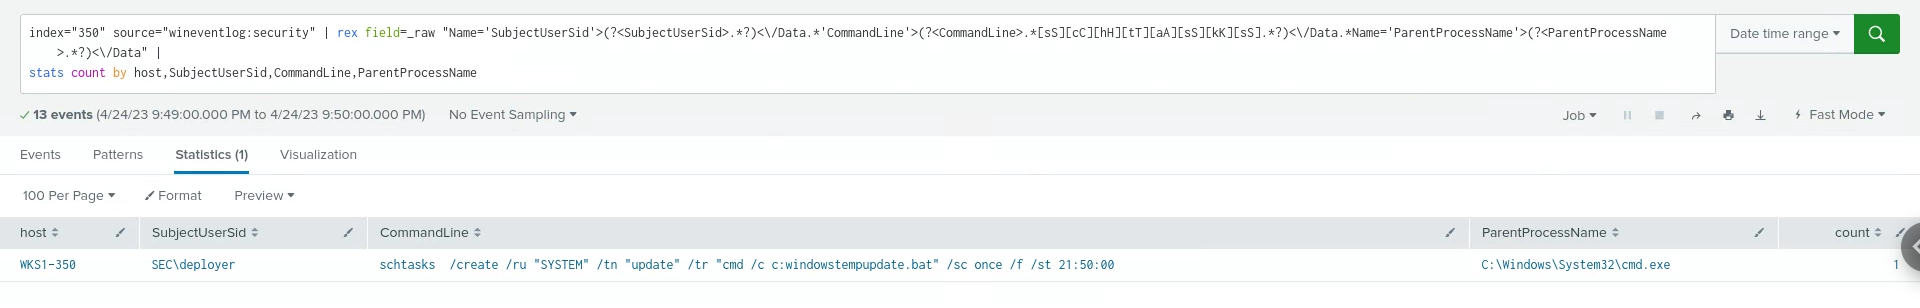 index="350" source="wineventlog:security" | rex field=_raw "Name='SubjectUserSid'>(?<SubjectUserSid>.*?)<\/Data.*'CommandLine'>(?<CommandLine>.*[sS][cC][hH][tT][aA][sS][kK][sS].*?)<\/Data.*Name='ParentProcessName'>(?<ParentProcessName
>.*?)<\/Data" |
stats count by host,SubjectUserSid,CommandLine,ParentProcessName
Date time range
13 events (4/24/23 9:49:00.000 PM to 4/24/23 9:50:00.000 PM) No Event Sampling Job Fast Mode
Events Patterns Statistics (1) Visualization
100 Per Page Format Preview
host SubjectUserSid CommandLine ParentProcessName count
WKS1-350 SEC\deployer schtasks  /create /ru "SYSTEM" /tn "update" /tr "cmd /c c:windowstempupdate.bat" /sc once /f /st 21:50:00 C:\Windows\System32\cmd.exe 1